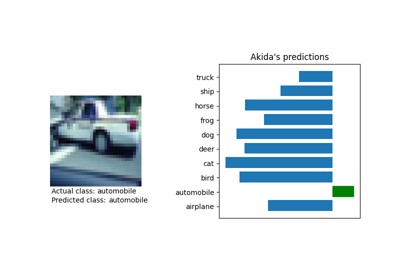 Akida's predictions
truck
ship
horse
frog
dog
deer
cat
bird
automobile
airplane
Actual class: automobile
Predicted class: automobile